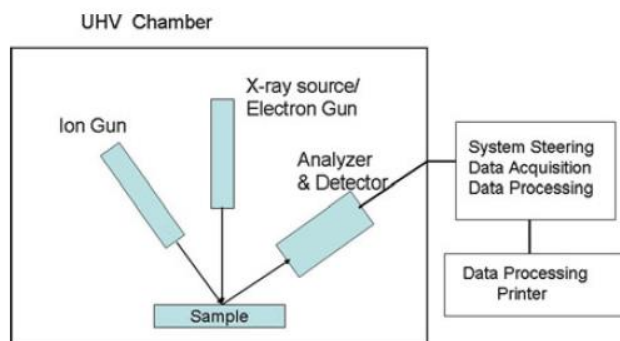 UHV Chamber
X-ray source/
Electron Gun
Ion Gun
Analyzer
& Detector
System Steering
Data Acquisition
Data Processing
Data Processing
Printer
Sample